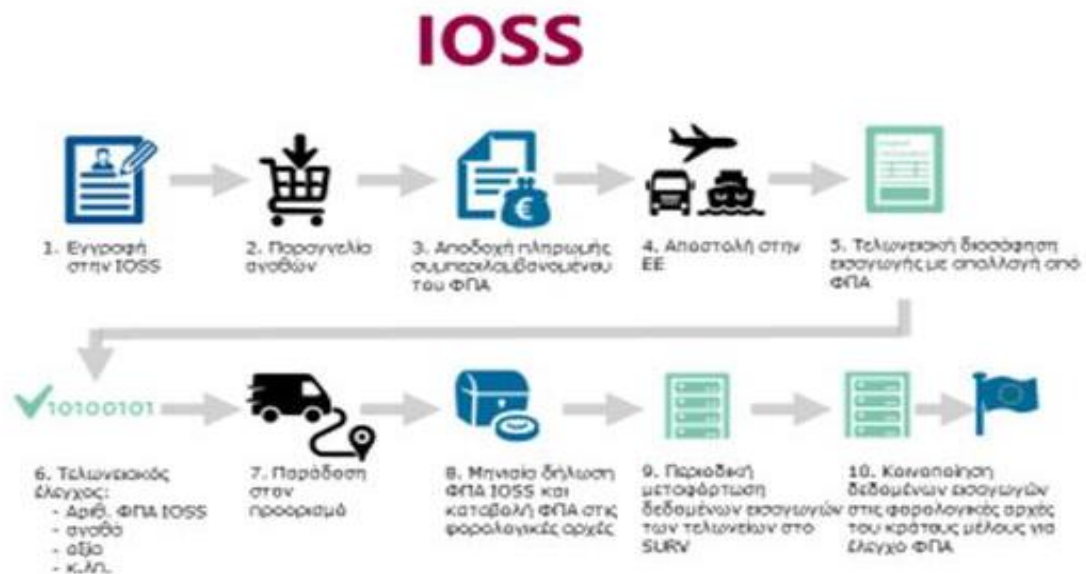 IOSS
1. Εγγραφή
στην IOSS
2. Παραγγελία
αγαθών
3. Αποδοχή πληρωμής
συμπεριλαμβανομένου
του ΦΠΑ
4. Αποστολή στην
ΕΕ
5. Τελωνειακή διασάφηση
εισαγωγής με απαλλαγή από
ΦΠΑ
10100101
6. Τελωνειακός
έλεγχος:
- Αριθ. ΦΠΑ IOSS
- αγαθά
- αξία
- κ.λπ.
7. Παράδοση
στον
προορισμό
8. Μηνιαία δήλωση
ΦΠΑ IOSS και
καταβολή ΦΠΑ στις
φορολογικές αρχές
9. Περιοδική
μεταφόρτωση
δεδομένων εισαγωγών
των τελωνείων στο
SURV
10. Κοινοποίηση
δεδομένων εισαγωγών
στις φορολογικές αρχές
του κράτους μέλους για
έλεγχο ΦΠΑ